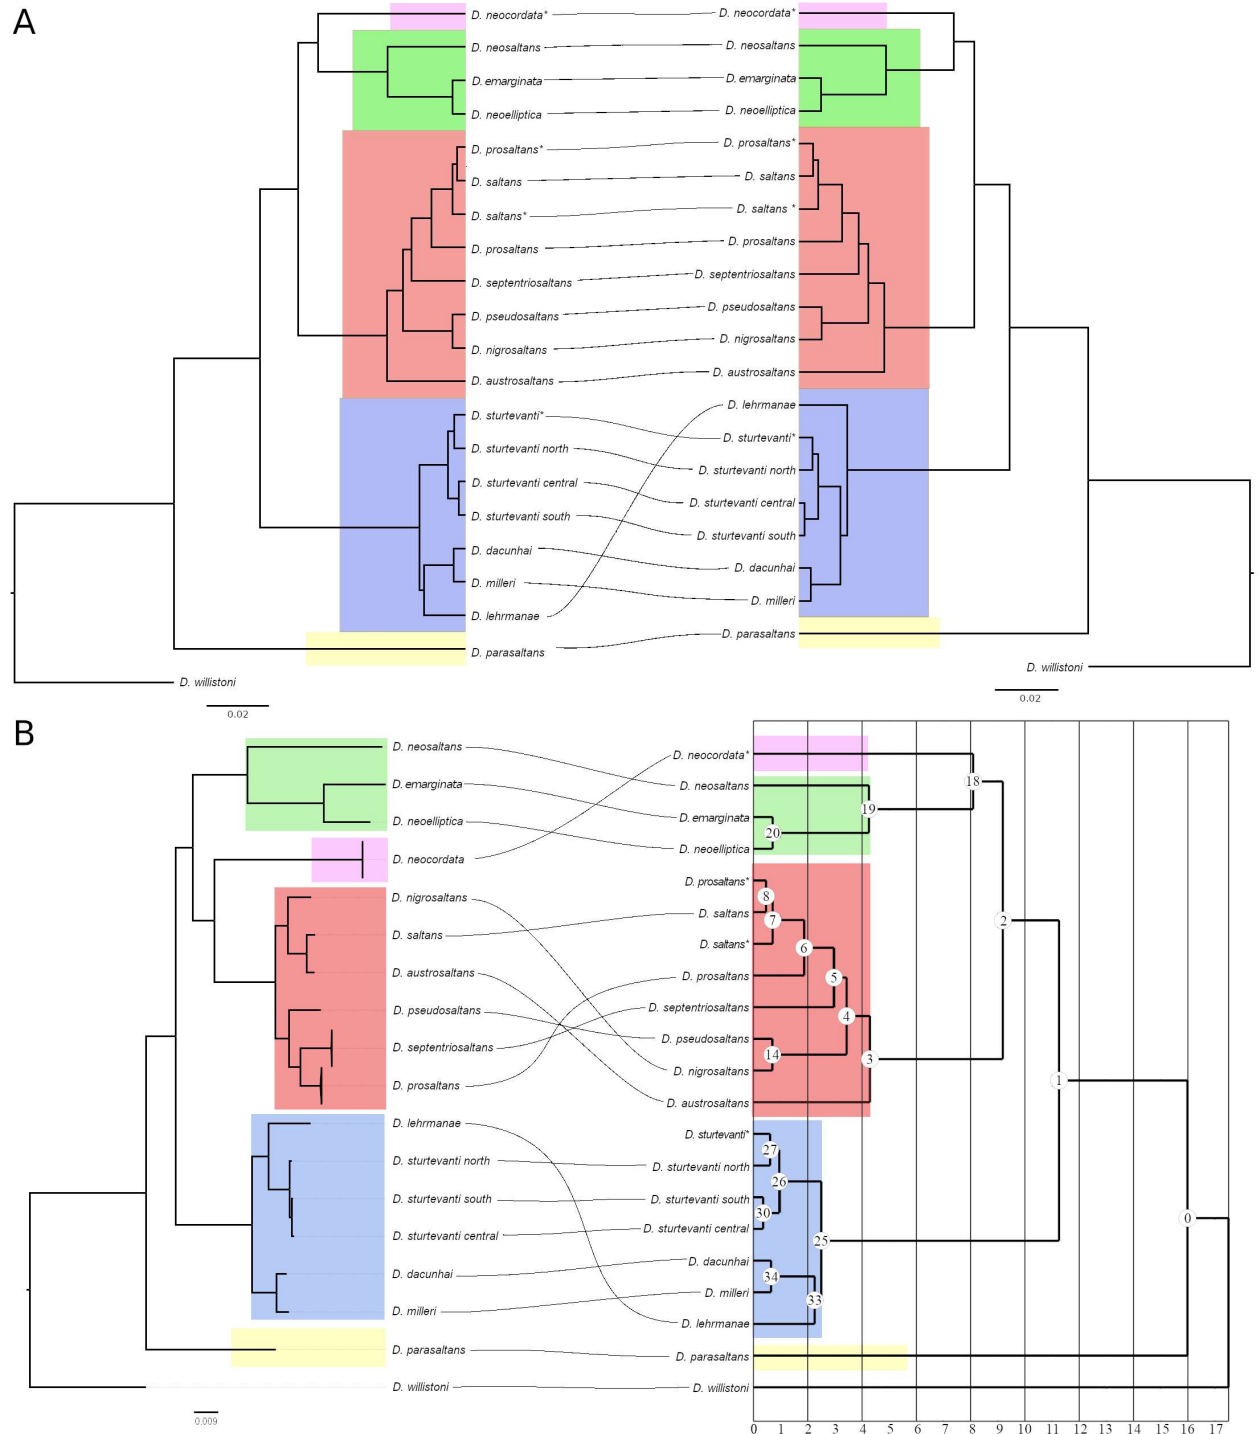 A
D. neocordata*
D. neosaltans
D. emarginata
D. neoelliptica
D. prosaltans*
D. saltans
D. saltans*
D. prosaltans
D. septentriosaltans
D. pseudosaltans
D. nigrosaltans
D. austrosaltans
D. sturtevanti*
D. sturtevanti north
D. sturtevanti central
D. sturtevanti south
D. dacunhai
D. milleri
D. lehrmanae
D. parasaltans
D. willistoni
0.02
D. neocordata*
D. neosaltans
D. emarginata
D. neoelliptica
D. prosaltans*
D. saltans
D. saltans *
D. prosaltans
D. septentriosaltans
D. pseudosaltans
D. nigrosaltans
D. austrosaltans
D. lehrmanae
D. sturtevanti*
D. sturtevanti north
D. sturtevanti central
D. sturtevanti south
D. dacunhai
D. milleri
D. parasaltans
D. willistoni
0.02
B
D. neosaltans
D. emarginata
D. neoelliptica
D. neocordata
D. nigrosaltans
D. saltans
D. austrosaltans
D. pseudosaltans
D. septentriosaltans
D. prosaltans
D. lehrmanae
D. sturtevanti north
D. sturtevanti south
D. sturtevanti central
D. dacunhai
D. milleri
D. parasaltans
D. willistoni
0.009
D. neocordata*
D. neosaltans
D. emarginata
D. neoelliptica
D. prosaltans*
D. saltans
D. saltans*
D. prosaltans
D. septentriosaltans
D. pseudosaltans
D. nigrosaltans
D. austrosaltans
D. sturtevanti*
D. sturtevanti north
D. sturtevanti south
D. sturtevanti central
D. dacunhai
D. milleri
D. lehrmanae
D. parasaltans
D. willistoni
18
19
20
8
7
2
6
5
4
14
3
1
27
26
30
0
25
34
33
0 1 2 3 4 5 6 7 8 9 10 11 12 13 14 15 16 17